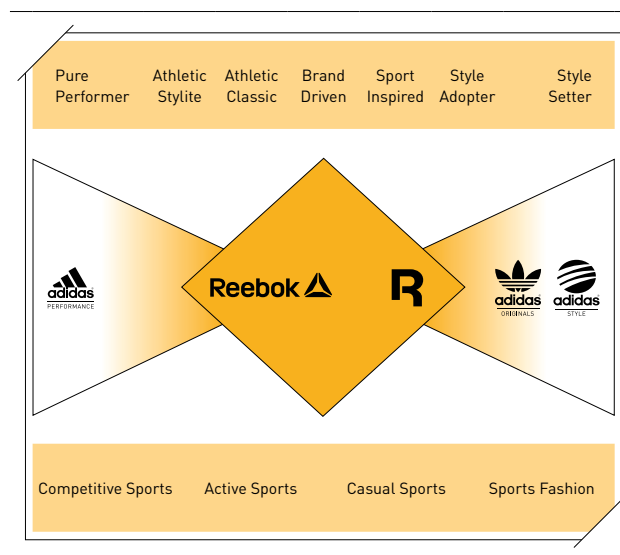 Pure Athletic Athletic Brand Sport Style Style
Performer Stylite Classic Driven Inspired Adopter Setter
adidas
PERFORMANCE
Reebok
R
adidas
ORIGINALS
adidas
STYLE
Competitive Sports Active Sports Casual Sports Sports Fashion